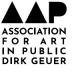 AAP
ASSOCIATION
FOR ART
IN PUBLIC
DIRK GEUER